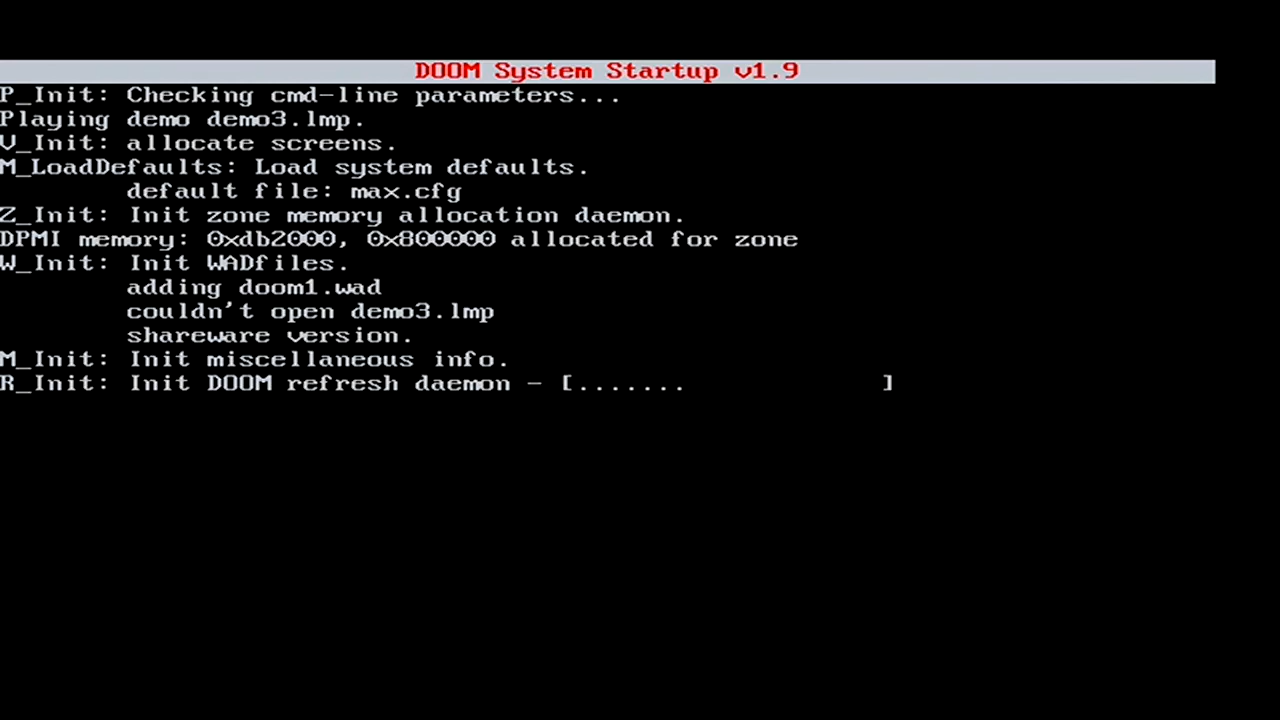 DOOM System Startup v1.9
P_Init: Checking cmd-line parameters...
Playing demo demo3.lmp.
V_Init: allocate screens.
M_LoadDefaults: Load system defaults.
default file: max.cfg
Z_Init: Init zone memory allocation daemon.
DPMI memory: 0xdb2000, 0x800000 allocated for zone
W_Init: Init WADfiles.
adding doom1.wad
couldn't open demo3.lmp
shareware version.
M_Init: Init miscellaneous info.
R_Init: Init DOOM refresh daemon - [.......            ]